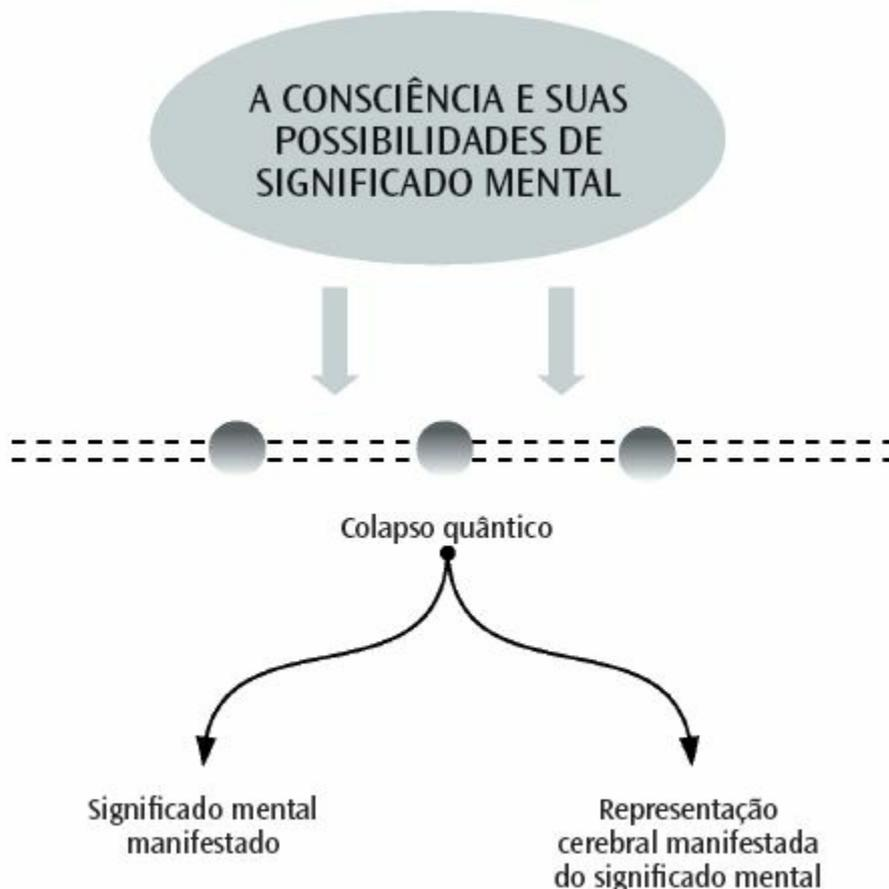 A CONSCIÊNCIA E SUAS
POSSIBILIDADES DE
SIGNIFICADO MENTAL
Colapso quântico
Significado mental
manifestado
Representação
cerebral manifestada
do significado mental